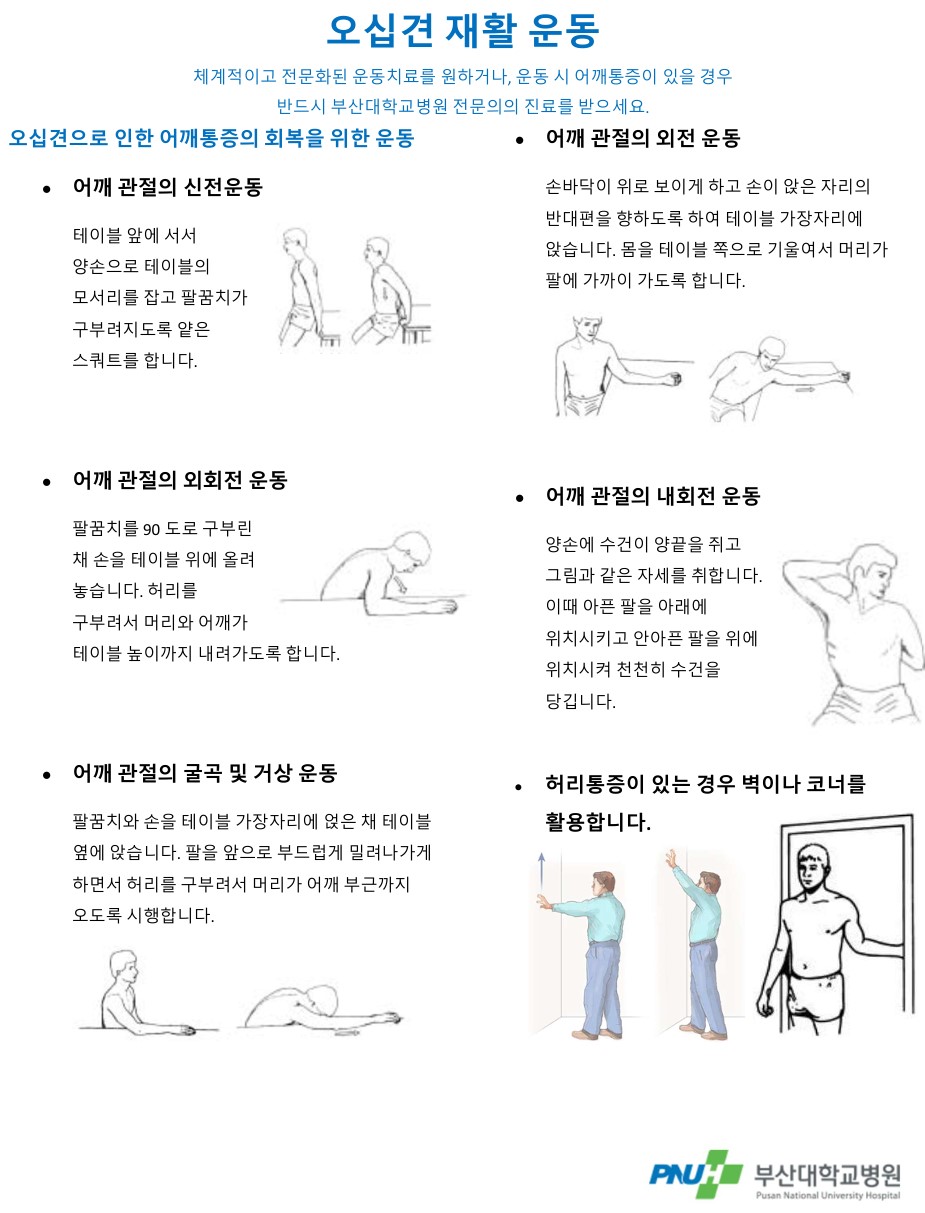 오십견 재활 운동
체계적이고 전문화된 운동치료를 원하거나, 운동 시 어깨통증이 있을 경우
반드시 부산대학교병원 전문의의 진료를 받으세요.
오십견으로 인한 어깨통증의 회복을 위한 운동
• 어깨 관절의 신전운동
테이블 앞에 서서
양손으로 테이블의
모서리를 잡고 팔꿈치가
구부려지도록 얕은
스쿼트를 합니다.
• 어깨 관절의 외회전 운동
팔꿈치를 90 도로 구부린
채 손을 테이블 위에 올려
놓습니다. 허리를
구부려서 머리와 어깨가
테이블 높이까지 내려가도록 합니다.
• 어깨 관절의 굴곡 및 거상 운동
팔꿈치와 손을 테이블 가장자리에 얹은 채 테이블
옆에 앉습니다. 팔을 앞으로 부드럽게 밀려나가게
하면서 허리를 구부려서 머리가 어깨 부근까지
오도록 시행합니다.
• 어깨 관절의 외전 운동
손바닥이 위로 보이게 하고 손이 앉은 자리의
반대편을 향하도록 하여 테이블 가장자리에
앉습니다. 몸을 테이블 쪽으로 기울여서 머리가
팔에 가까이 가도록 합니다.
• 어깨 관절의 내회전 운동
양손에 수건이 양끝을 쥐고
그림과 같은 자세를 취합니다.
이때 아픈 팔을 아래에
위치시키고 안아픈 팔을 위에
위치시켜 천천히 수건을
당깁니다.
• 허리통증이 있는 경우 벽이나 코너를
활용합니다.
PNUH 부산대학교병원
Pusan National University Hospital